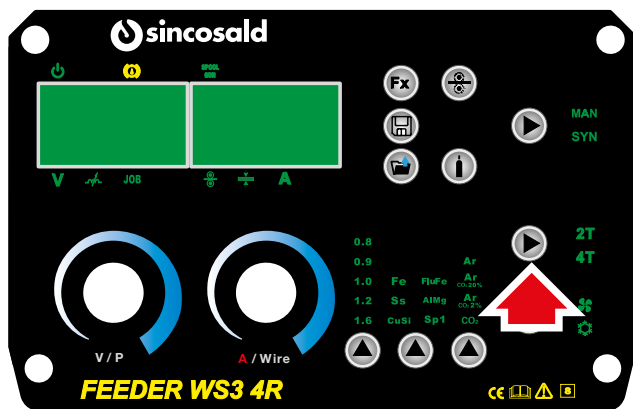 sincosald
SPOOL
GUN
V
JOB
A
Fx
MAN
SYN
2T
4T
0.8
0.9 Ar
1.0 Fe FluFe Ar
CO₂ 20%
1.2 Ss AlMg Ar
CO₂ 2%
1.6 CuSi Sp1 CO₂
V / P
A / Wire
FEEDER WS3 4R
CE